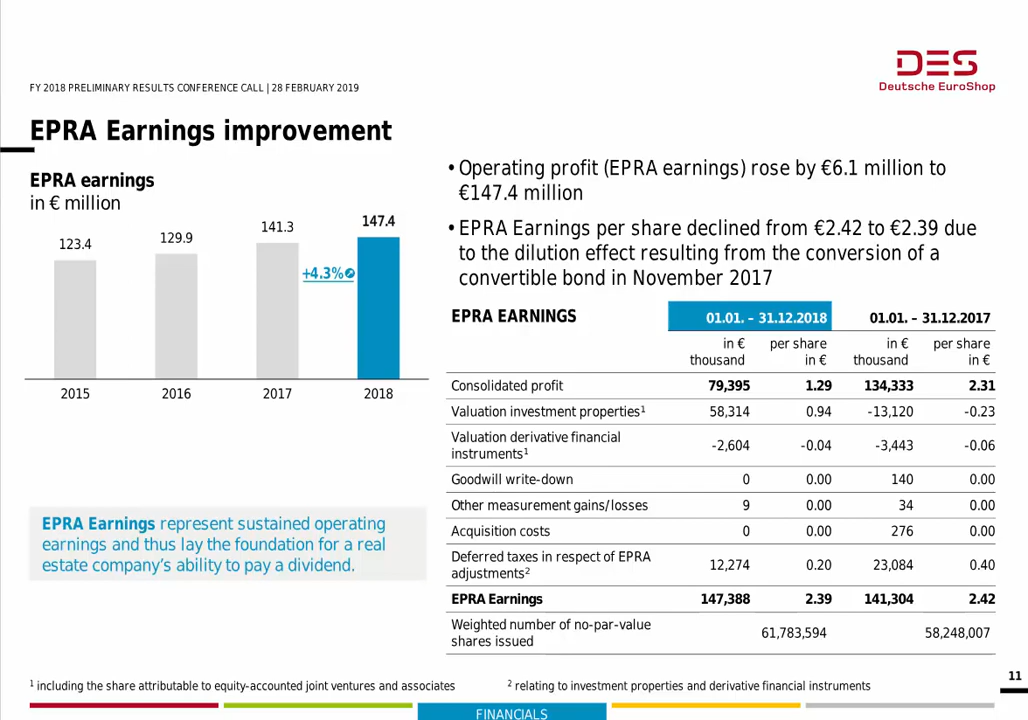 DES
Deutsche EuroShop
FY 2018 PRELIMINARY RESULTS CONFERENCE CALL | 28 FEBRUARY 2019
EPRA Earnings improvement
EPRA earnings
in € million
123.4
129.9
141.3
147.4
+4.3%
2015 2016 2017 2018
EPRA Earnings represent sustained operating
earnings and thus lay the foundation for a real
estate company's ability to pay a dividend.
• Operating profit (EPRA earnings) rose by €6.1 million to
€147.4 million
• EPRA Earnings per share declined from €2.42 to €2.39 due
to the dilution effect resulting from the conversion of a
convertible bond in November 2017
EPRA EARNINGS 01.01. – 31.12.2018 01.01. – 31.12.2017
in € per share in € per share
thousand in € thousand in €
Consolidated profit 79,395 1.29 134,333 2.31
Valuation investment properties¹ 58,314 0.94 -13,120 -0.23
Valuation derivative financial
instruments¹ -2,604 -0.04 -3,443 -0.06
Goodwill write-down 0 0.00 140 0.00
Other measurement gains/losses 9 0.00 34 0.00
Acquisition costs 0 0.00 276 0.00
Deferred taxes in respect of EPRA
adjustments² 12,274 0.20 23,084 0.40
EPRA Earnings 147,388 2.39 141,304 2.42
Weighted number of no-par-value
shares issued 61,783,594 58,248,007
¹ including the share attributable to equity-accounted joint ventures and associates
² relating to investment properties and derivative financial instruments
11
FINANCIALS